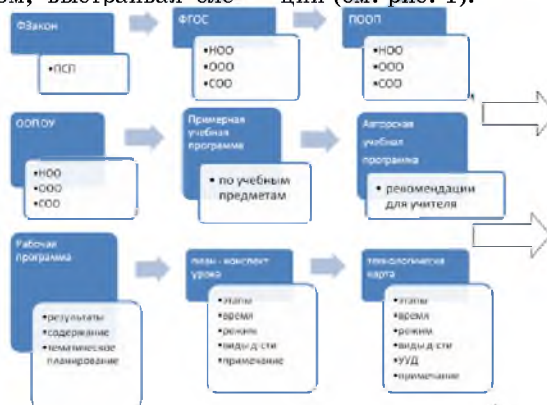 ФЗакон
•ПСП
ФГОС
•НОО
•ООО
•СОО
ПООП
•НОО
•ООО
•СОО
ООПОУ
•НОО
•ООО
•СОО
Примерная
учебная
программа
• по учебным
предметам
Авторская
учебная
программа
• рекомендации
для учителя
Рабочая
программа
•результаты
•содержание
•тематическое
планирование
план - конспект
урока
•этапы
•время
•режим
•виды д-сти
•примечание
технологическая
карта
•этапы
•время
•режим
•виды д-сти
•УУД
•примечание